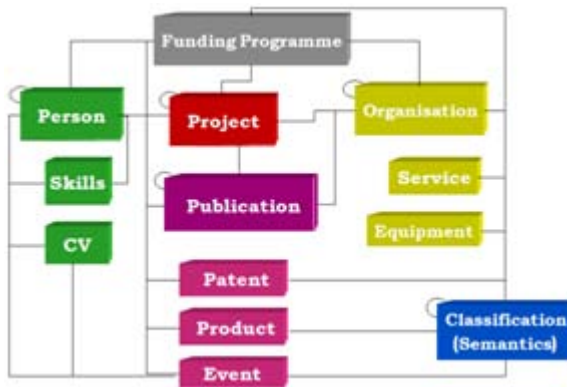 Funding Programme
Person
Project
Organisation
Skills
Service
Publication
CV
Equipment
Patent
Product
Classification
(Semantics)
Event